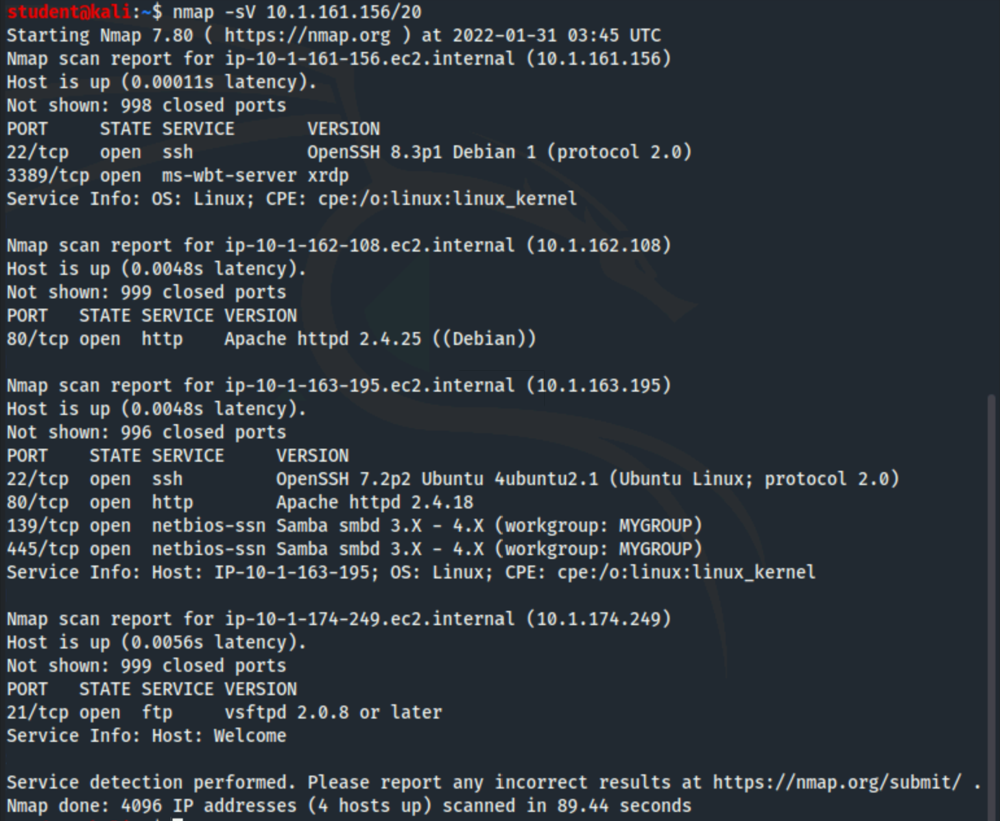 student@kali:~$ nmap -sV 10.1.161.156/20
Starting Nmap 7.80 ( https://nmap.org ) at 2022-01-31 03:45 UTC
Nmap scan report for ip-10-1-161-156.ec2.internal (10.1.161.156)
Host is up (0.00011s latency).
Not shown: 998 closed ports
PORT     STATE SERVICE       VERSION
22/tcp   open  ssh           OpenSSH 8.3p1 Debian 1 (protocol 2.0)
3389/tcp open  ms-wbt-server xrdp
Service Info: OS: Linux; CPE: cpe:/o:linux:linux_kernel

Nmap scan report for ip-10-1-162-108.ec2.internal (10.1.162.108)
Host is up (0.0048s latency).
Not shown: 999 closed ports
PORT   STATE SERVICE VERSION
80/tcp open  http    Apache httpd 2.4.25 ((Debian))

Nmap scan report for ip-10-1-163-195.ec2.internal (10.1.163.195)
Host is up (0.0048s latency).
Not shown: 996 closed ports
PORT    STATE SERVICE     VERSION
22/tcp  open  ssh         OpenSSH 7.2p2 Ubuntu 4ubuntu2.1 (Ubuntu Linux; protocol 2.0)
80/tcp  open  http        Apache httpd 2.4.18
139/tcp open  netbios-ssn Samba smbd 3.X - 4.X (workgroup: MYGROUP)
445/tcp open  netbios-ssn Samba smbd 3.X - 4.X (workgroup: MYGROUP)
Service Info: Host: IP-10-1-163-195; OS: Linux; CPE: cpe:/o:linux:linux_kernel

Nmap scan report for ip-10-1-174-249.ec2.internal (10.1.174.249)
Host is up (0.0056s latency).
Not shown: 999 closed ports
PORT   STATE SERVICE VERSION
21/tcp open  ftp     vsftpd 2.0.8 or later
Service Info: Host: Welcome

Service detection performed. Please report any incorrect results at https://nmap.org/submit/ .
Nmap done: 4096 IP addresses (4 hosts up) scanned in 89.44 seconds